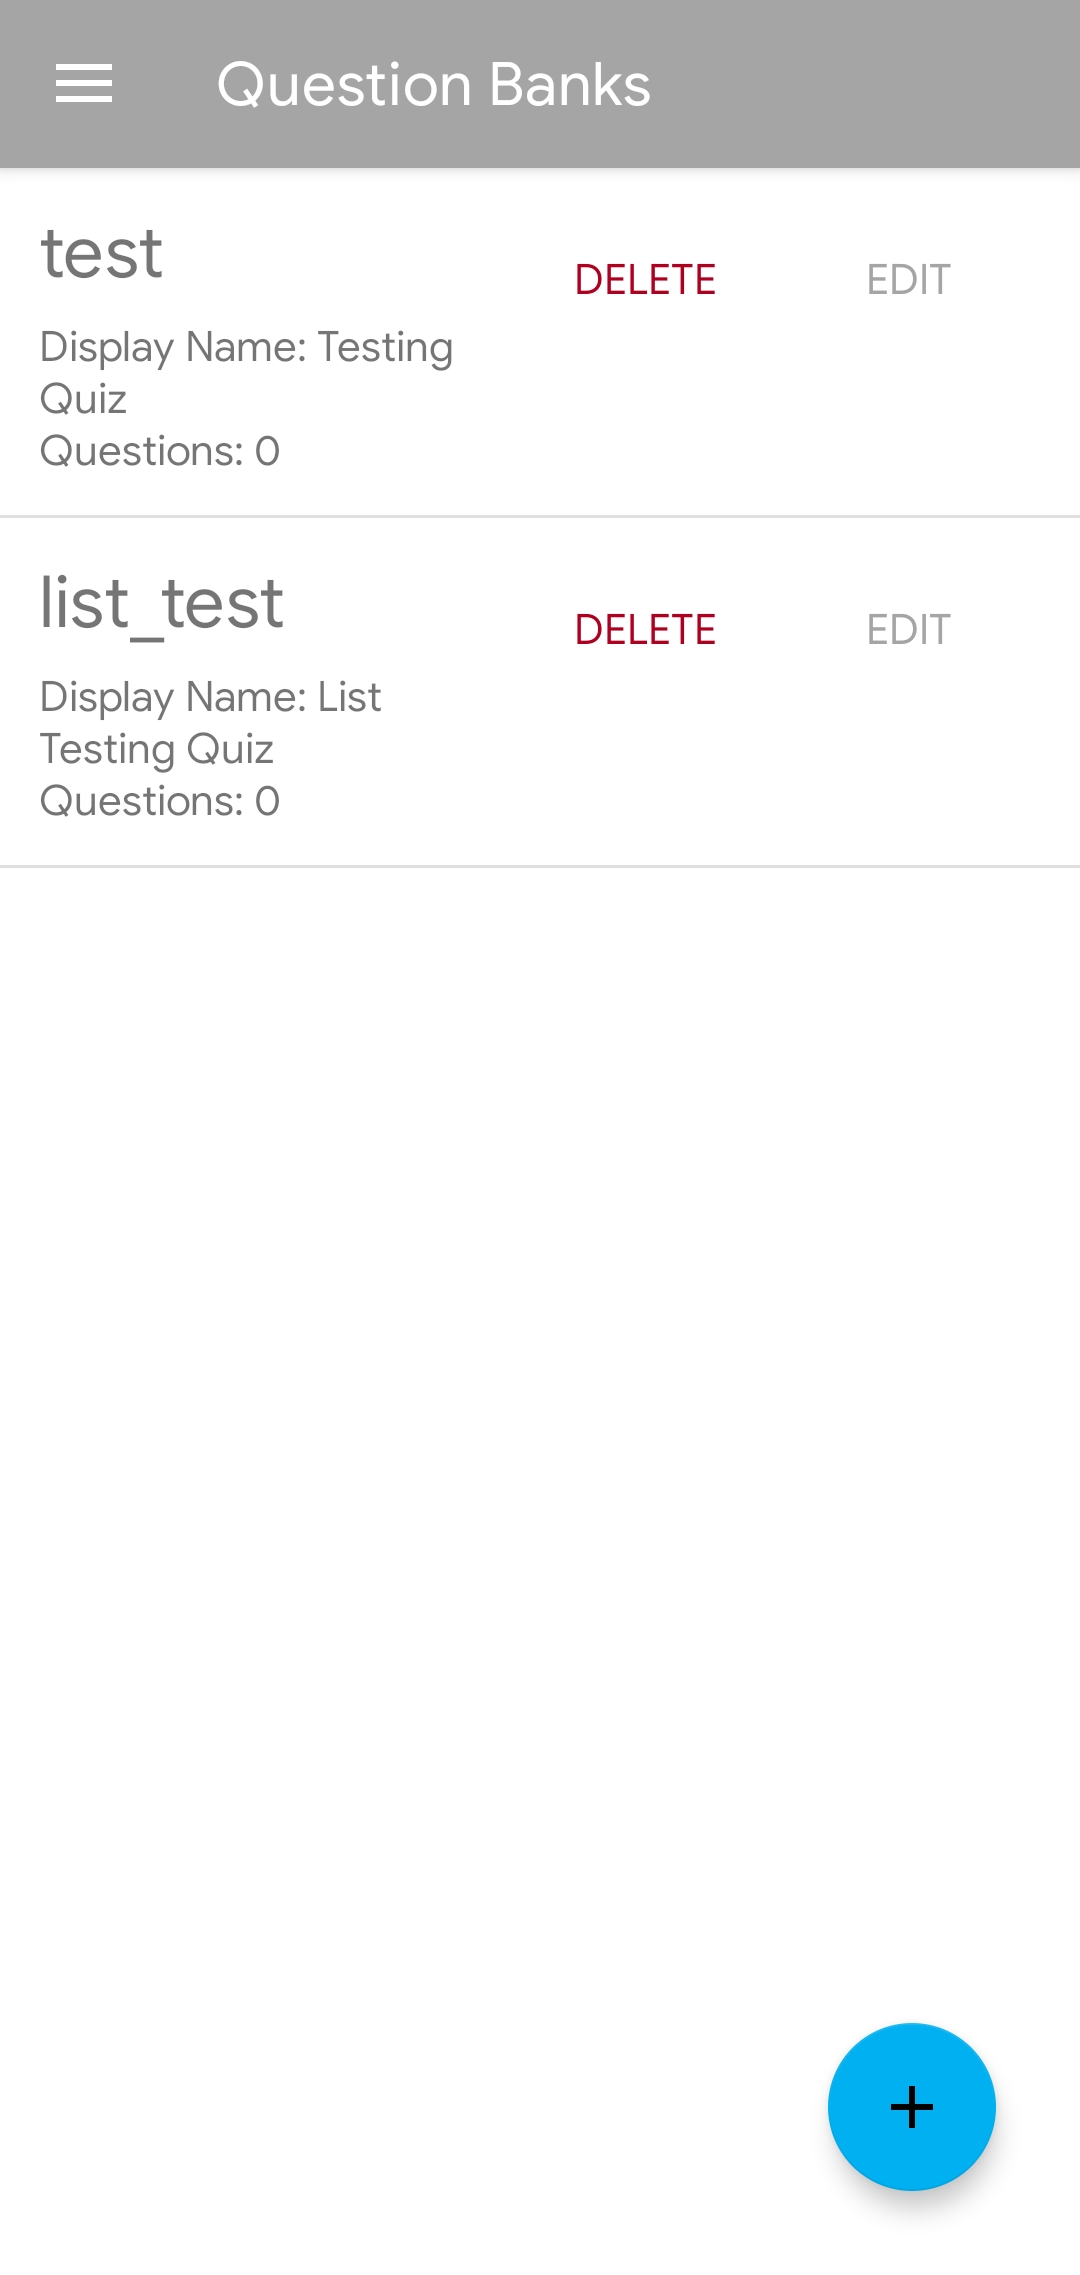 Question Banks
test
DELETE
EDIT
Display Name: Testing
Quiz
Questions: 0
list_test
DELETE
EDIT
Display Name: List
Testing Quiz
Questions: 0